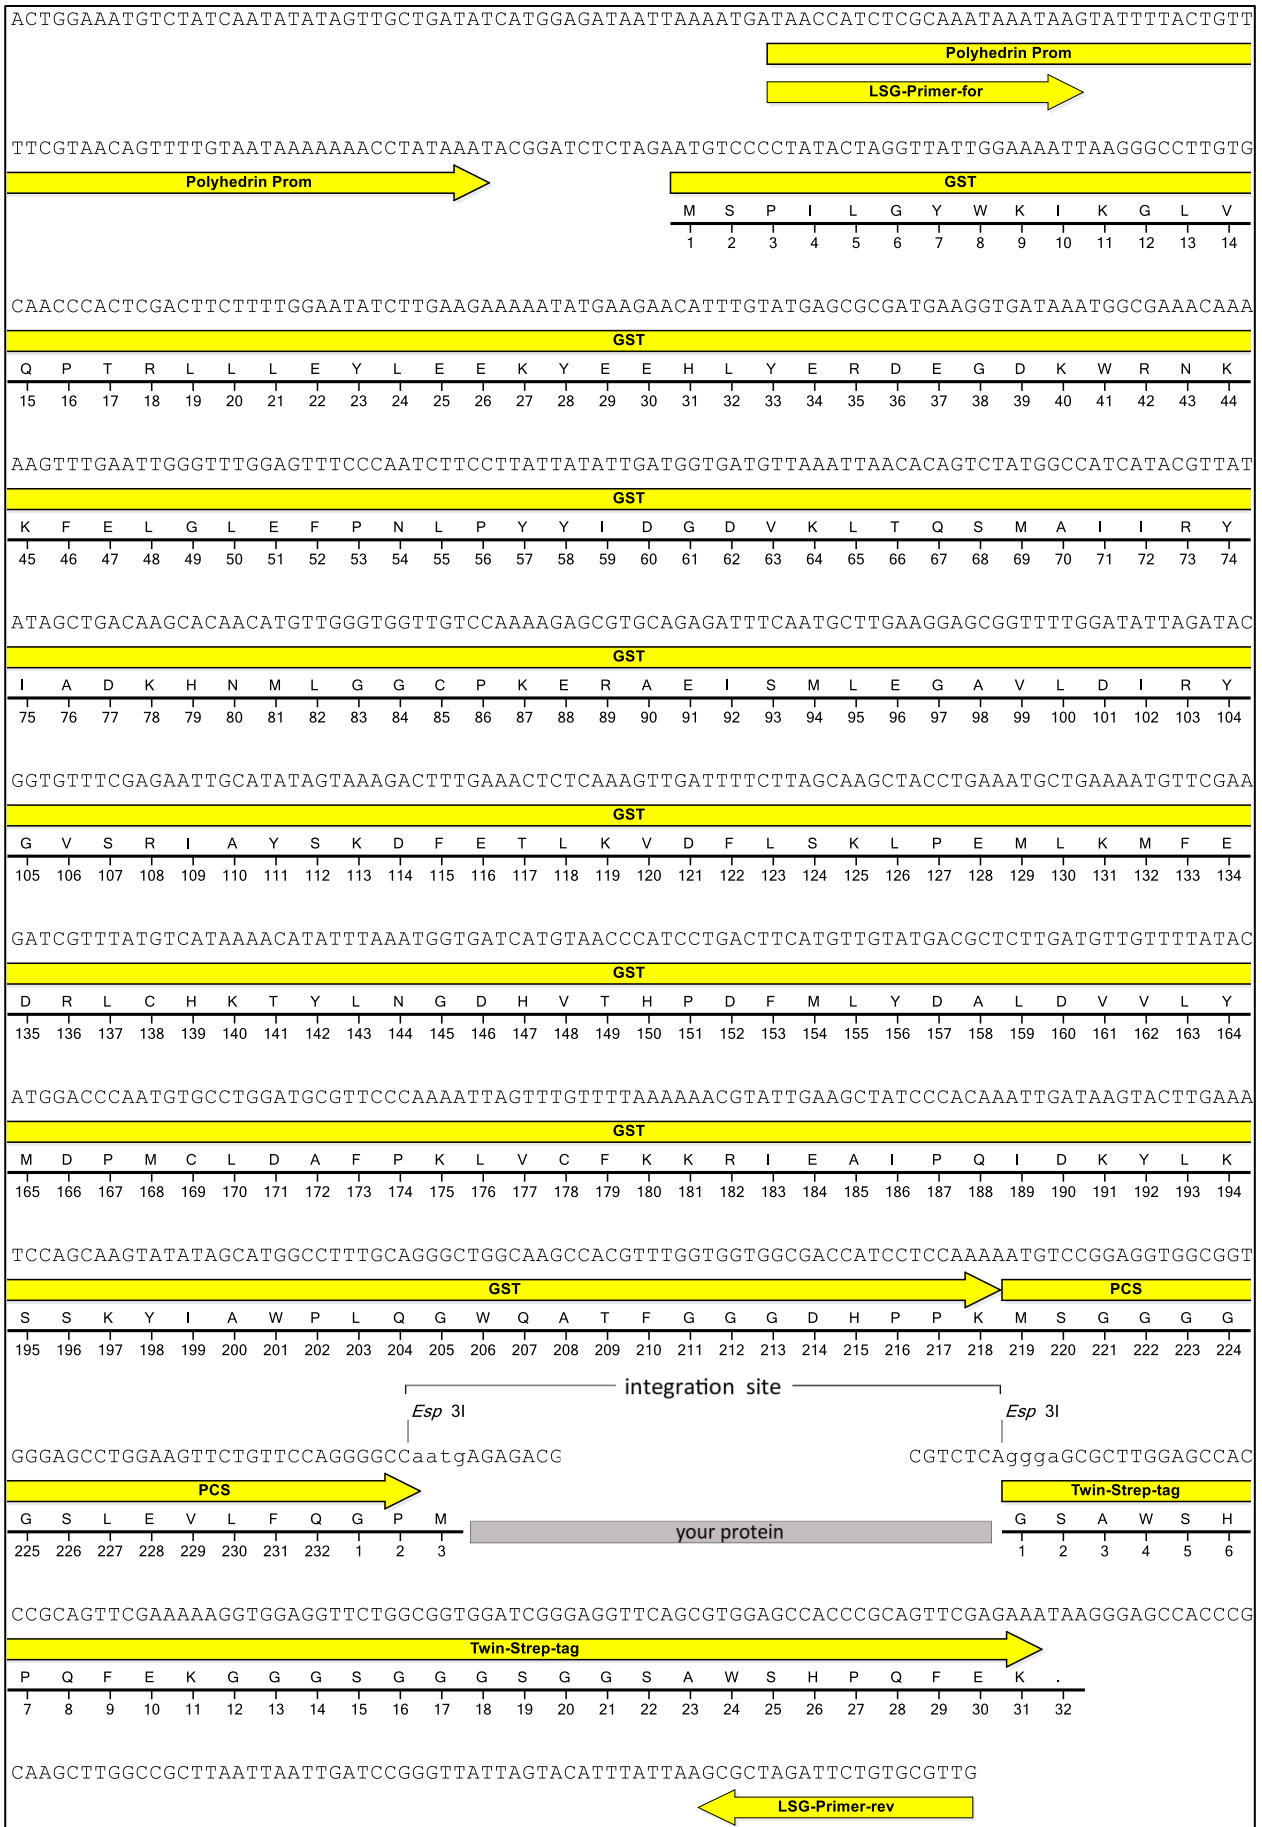 ACTGGAAATGTCTATCAATATATAGTTGCTGATATCATGGAGATAATTAAAATGATAACCATCTCGCAAATAAATAAGTATTTTACTGTT
Polyhedrin Prom
LSG-Primer-for
TTCGTAACAGTTTTGTAATAAAAAAACCTATAAATACGGATCTCTAGAATGTCCCCTATACTAGGTTATTGGAAAATTAAGGGCCTTGTG
Polyhedrin Prom GST
M S P I L G Y W K I K G L V
1 2 3 4 5 6 7 8 9 10 11 12 13 14
CAACCCACTCGACTTCTTTTGGAATATCTTGAAGAAAAATATGAAGAACATTTGTATGAGCGCGATGAAGGTGATAAATGGCGAAACAAA
GST
Q P T R L L L E Y L E E K Y E E H L Y E R D E G D K W R N K
15 16 17 18 19 20 21 22 23 24 25 26 27 28 29 30 31 32 33 34 35 36 37 38 39 40 41 42 43 44
AAGTTTGAATTGGGTTTGGAGTTTCCCAATCTTCCTTATTATATTGATGGTGATGTTAAATTAACACAGTCTATGGCCATCATACGTTAT
GST
K F E L G L E F P N L P Y Y I D G D V K L T Q S M A I I R Y
45 46 47 48 49 50 51 52 53 54 55 56 57 58 59 60 61 62 63 64 65 66 67 68 69 70 71 72 73 74
ATAGCTGACAAGCACAACATGTTGGGTGGTTGTCCAAAAGAGCGTGCAGAGATTTCAATGCTTGAAGGAGCGGTTTTGGATATTAGATAC
GST
I A D K H N M L G G C P K E R A E I S M L E G A V L D I R Y
75 76 77 78 79 80 81 82 83 84 85 86 87 88 89 90 91 92 93 94 95 96 97 98 99 100 101 102 103 104
GGTGTTTCGAGAATTGCATATAGTAAAGACTTTGAAACTCTCAAAGTTGATTTTCTTAGCAAGCTACCTGAAATGCTGAAAATGTTCGAA
GST
G V S R I A Y S K D F E T L K V D F L S K L P E M L K M F E
105 106 107 108 109 110 111 112 113 114 115 116 117 118 119 120 121 122 123 124 125 126 127 128 129 130 131 132 133 134
GATCGTTTATGTCATAAAACATATTTAAATGGTGATCATGTAACCCATCCTGACTTCATGTTGTATGACGCTCTTGATGTTGTTTTATAC
GST
D R L C H K T Y L N G D H V T H P D F M L Y D A L D V V L Y
135 136 137 138 139 140 141 142 143 144 145 146 147 148 149 150 151 152 153 154 155 156 157 158 159 160 161 162 163 164
ATGGACCCAATGTGCCTGGATGCGTTCCCAAAATTAGTTTGTTTTAAAAAACGTATTGAAGCTATCCCACAAATTGATAAGTACTTGAAA
GST
M D P M C L D A F P K L V C F K K R I E A I P Q I D K Y L K
165 166 167 168 169 170 171 172 173 174 175 176 177 178 179 180 181 182 183 184 185 186 187 188 189 190 191 192 193 194
TCCAGCAAGTATATAGCATGGCCTTTGCAGGGCTGGCAAGCCACGTTTGGTGGTGGCGACCATCCTCCAAAAATGTCCGGAGGTGGCGGT
GST PCS
S S K Y I A W P L Q G W Q A T F G G G D H P P K M S G G G G
195 196 197 198 199 200 201 202 203 204 205 206 207 208 209 210 211 212 213 214 215 216 217 218 219 220 221 222 223 224
integration site
Esp 3I Esp 3I
GGGAGCCTGGAAGTTCTGTTCCAGGGGCCCaatgAGAGACG CGTCTCAgggaGCGCTTGGAGCCAC
PCS Twin-Strep-tag
G S L E V L F Q G P M your protein G S A W S H
225 226 227 228 229 230 231 232 1 2 3 1 2 3 4 5 6
CCGCAGTTCGAAAAAGGTGGAGGTTCTGGCGGTGGATCGGGAGGTTCAGCGTGGAGCCACCCGCAGTTCGAGAAATAAGGGAGCCACCCG
Twin-Strep-tag
P Q F E K G G G S G G G S G G S A W S H P Q F E K .
7 8 9 10 11 12 13 14 15 16 17 18 19 20 21 22 23 24 25 26 27 28 29 30 31 32
CAAGCTTGGCCGCTTAATTAATTGATCCGGGTTATTAGTACATTTATTAAGCGCTAGATTCTGTGCGTTG
LSG-Primer-rev